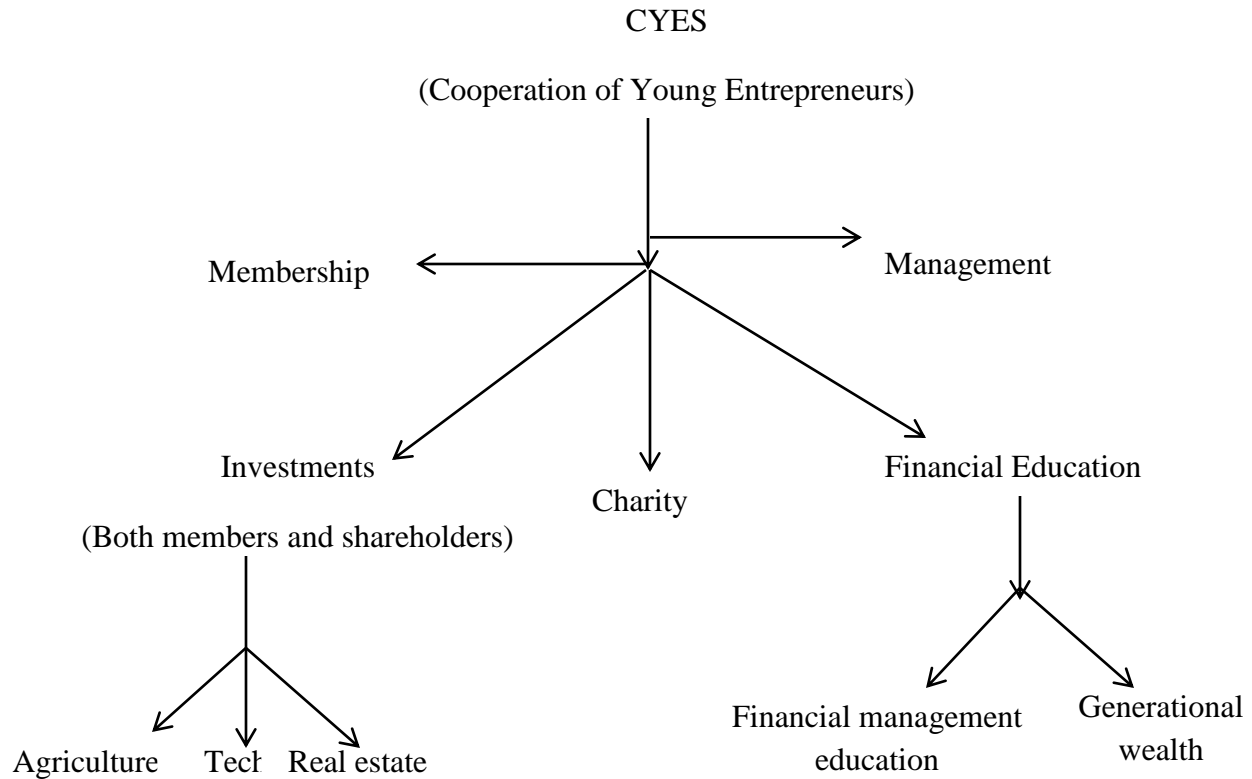 CYES
(Cooperation of Young Entrepreneurs)
Membership
Management
Investments
Financial Education
Charity
(Both members and shareholders)
Financial management
education
Generational
wealth
Agriculture
Tech
Real estate